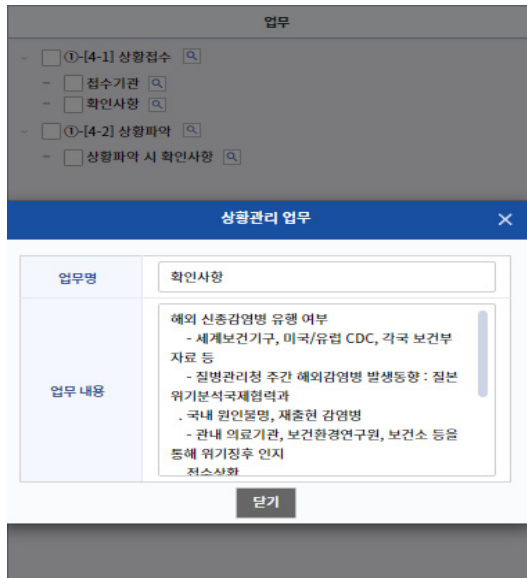 업무
- ①-[4-1] 상황접수
- 접수기관
- 확인사항
- ①-[4-2] 상황파악
- 상황파악 시 확인사항
상황관리 업무
업무명
확인사항
업무 내용
해외 신종감염병 유행 여부
- 세계보건기구, 미국/유럽 CDC, 각국 보건부
자료 등
- 질병관리청 주간 해외감염병 발생동향 : 질본
위기분석국제협력과
. 국내 원인불명, 재출현 감염병
- 관내 의료기관, 보건환경연구원, 보건소 등을
통해 위기징후 인지
접수상황
닫기